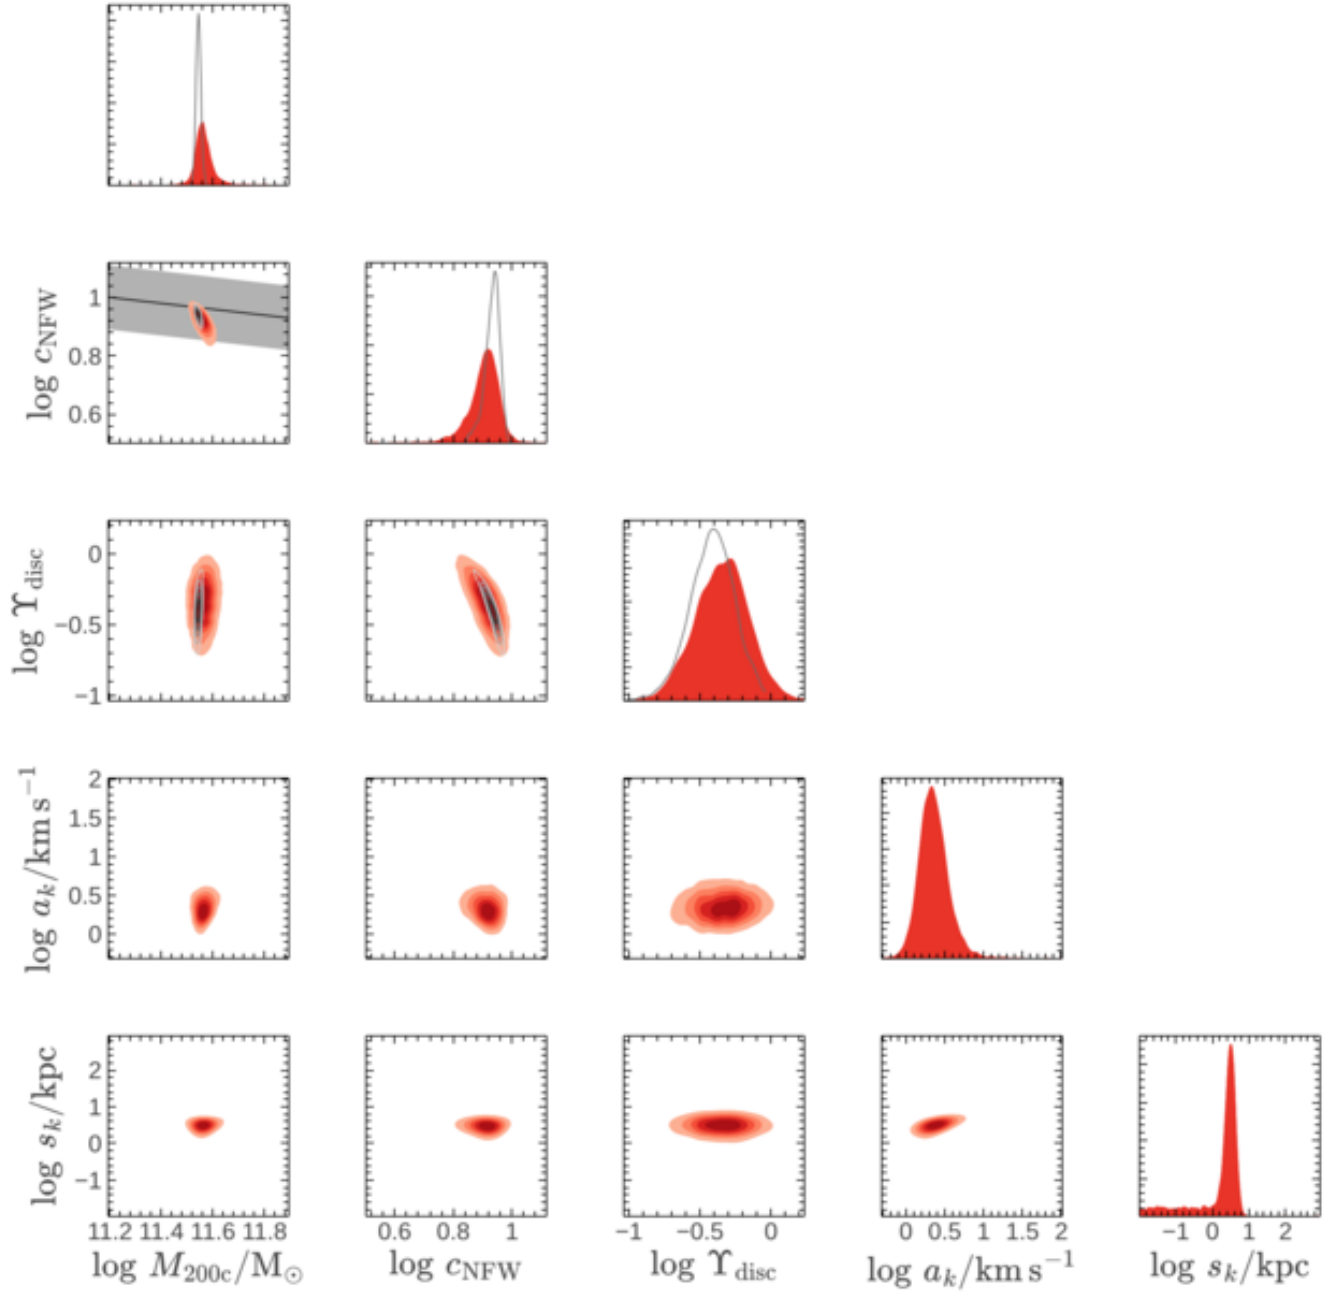 1
0.8
0.6
log c_NFW
0
−0.5
−1
log ϒ_disc
2
1.5
1
0.5
0
log a_k/km s⁻¹
2
1
0
−1
log s_k/kpc
11.2 11.4 11.6 11.8
log M_200c/M_⊙
0.6 0.8 1
log c_NFW
−1 −0.5 0
log ϒ_disc
0 0.5 1 1.5 2
log a_k/km s⁻¹
−1 0 1 2
log s_k/kpc